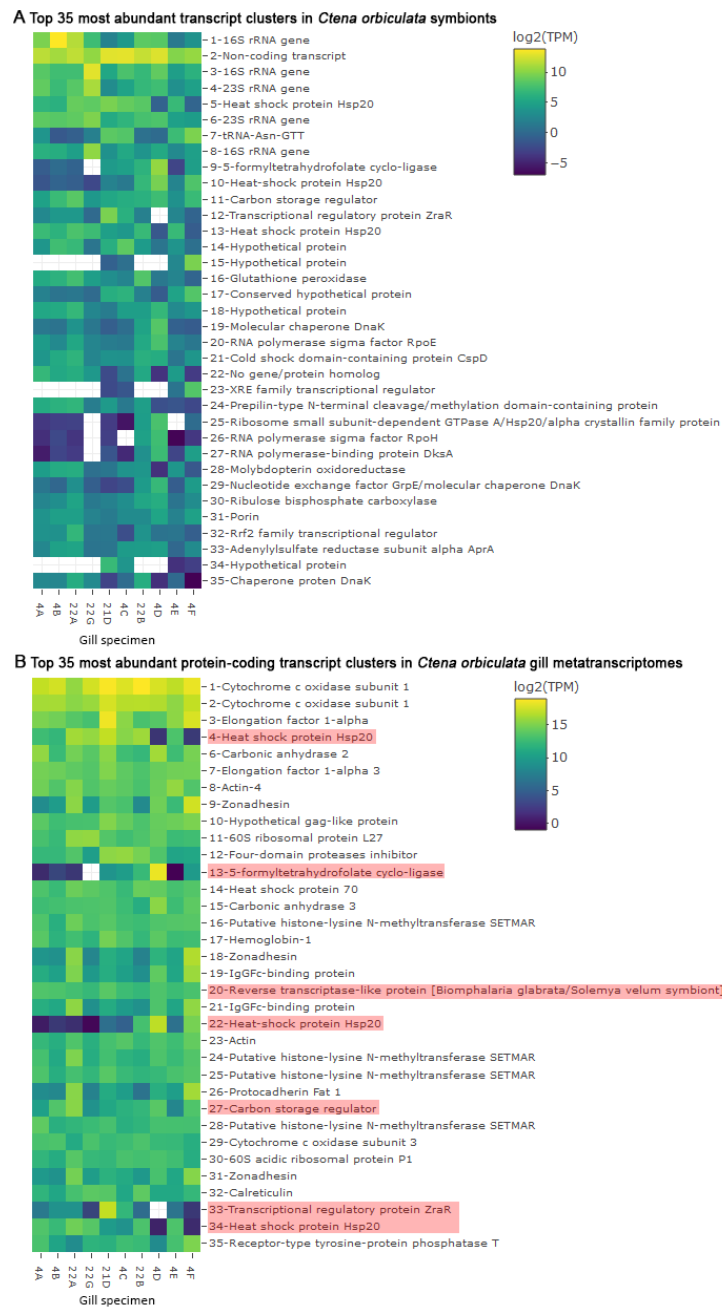 A Top 35 most abundant transcript clusters in Ctena orbiculata symbionts
1-16S rRNA gene
2-Non-coding transcript
3-16S rRNA gene
4-23S rRNA gene
5-Heat shock protein Hsp20
6-23S rRNA gene
7-tRNA-Asn-GTT
8-16S rRNA gene
9-5-formyltetrahydrofolate cyclo-ligase
10-Heat-shock protein Hsp20
11-Carbon storage regulator
12-Transcriptional regulatory protein ZraR
13-Heat shock protein Hsp20
14-Hypothetical protein
15-Hypothetical protein
16-Glutathione peroxidase
17-Conserved hypothetical protein
18-Hypothetical protein
19-Molecular chaperone DnaK
20-RNA polymerase sigma factor RpoE
21-Cold shock domain-containing protein CspD
22-No gene/protein homolog
23-XRE family transcriptional regulator
24-Prepilin-type N-terminal cleavage/methylation domain-containing protein
25-Ribosome small subunit-dependent GTPase A/Hsp20/alpha crystallin family protein
26-RNA polymerase sigma factor RpoH
27-RNA polymerase-binding protein DksA
28-Molybdopterin oxidoreductase
29-Nucleotide exchange factor GrpE/molecular chaperone DnaK
30-Ribulose bisphosphate carboxylase
31-Porin
32-Rrf2 family transcriptional regulator
33-Adenylylsulfate reductase subunit alpha AprA
34-Hypothetical protein
35-Chaperone proten DnaK
log2(TPM)
10
5
0
−5
4A 4B 22A 22G 21D 4C 22B 4D 4E 4F
Gill specimen
B Top 35 most abundant protein-coding transcript clusters in Ctena orbiculata gill metatranscriptomes
1-Cytochrome c oxidase subunit 1
2-Cytochrome c oxidase subunit 1
3-Elongation factor 1-alpha
4-Heat shock protein Hsp20
6-Carbonic anhydrase 2
7-Elongation factor 1-alpha 3
8-Actin-4
9-Zonadhesin
10-Hypothetical gag-like protein
11-60S ribosomal protein L27
12-Four-domain proteases inhibitor
13-5-formyltetrahydrofolate cyclo-ligase
14-Heat shock protein 70
15-Carbonic anhydrase 3
16-Putative histone-lysine N-methyltransferase SETMAR
17-Hemoglobin-1
18-Zonadhesin
19-IgGFc-binding protein
20-Reverse transcriptase-like protein [Biomphalaria glabrata/Solemya velum symbiont]
21-IgGFc-binding protein
22-Heat-shock protein Hsp20
23-Actin
24-Putative histone-lysine N-methyltransferase SETMAR
25-Putative histone-lysine N-methyltransferase SETMAR
26-Protocadherin Fat 1
27-Carbon storage regulator
28-Putative histone-lysine N-methyltransferase SETMAR
29-Cytochrome c oxidase subunit 3
30-60S acidic ribosomal protein P1
31-Zonadhesin
32-Calreticulin
33-Transcriptional regulatory protein ZraR
34-Heat shock protein Hsp20
35-Receptor-type tyrosine-protein phosphatase T
log2(TPM)
15
10
5
0
4A 4B 22A 22G 21D 4C 22B 4D 4E 4F
Gill specimen